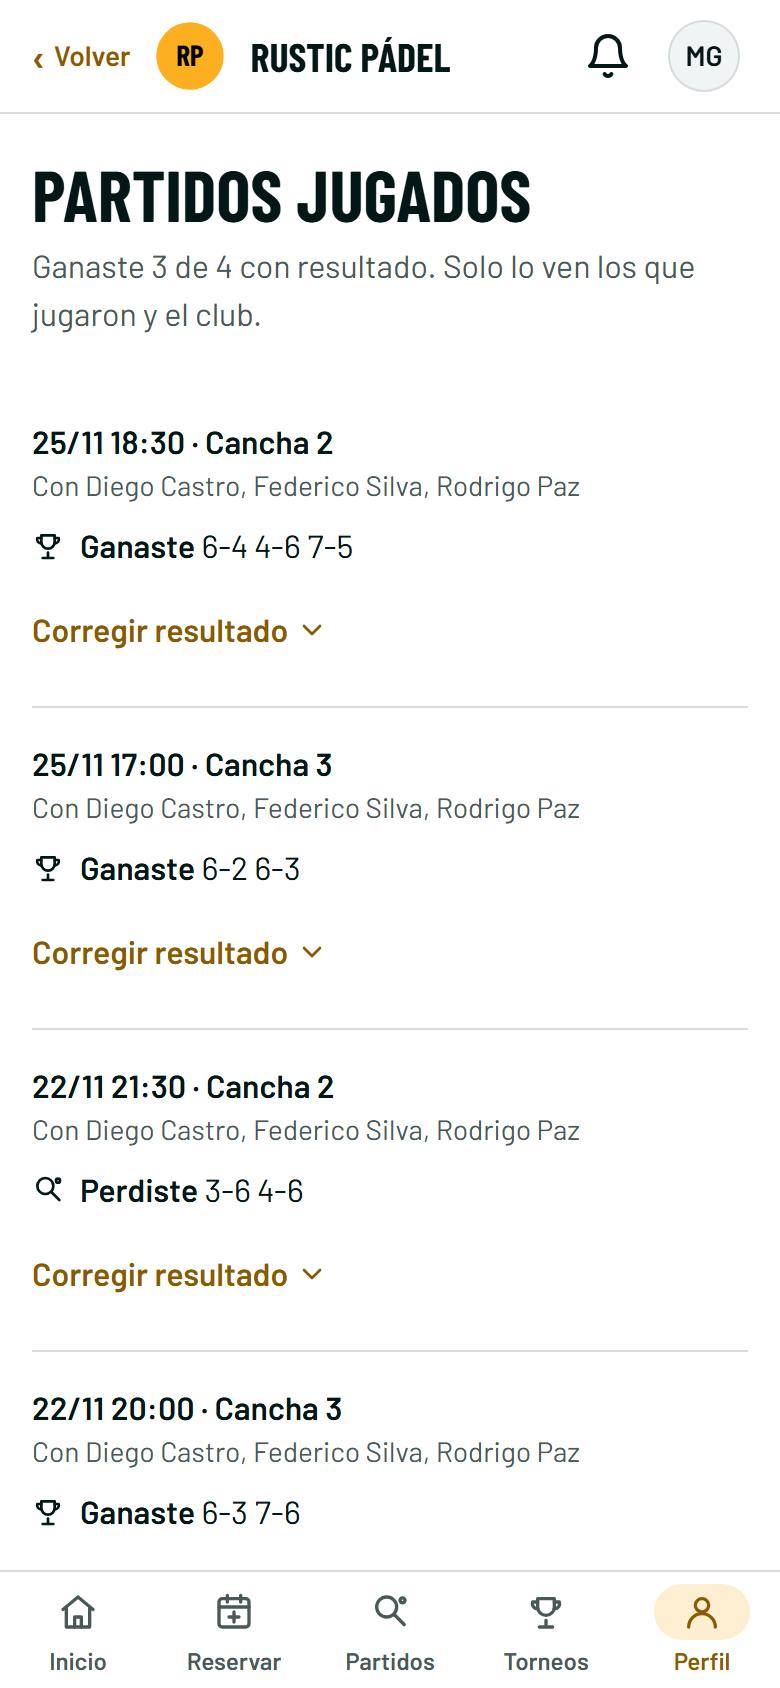 ‹ Volver RP RUSTIC PÁDEL MG
PARTIDOS JUGADOS
Ganaste 3 de 4 con resultado. Solo lo ven los que
jugaron y el club.
25/11 18:30 · Cancha 2
Con Diego Castro, Federico Silva, Rodrigo Paz
Ganaste 6-4 4-6 7-5
Corregir resultado
25/11 17:00 · Cancha 3
Con Diego Castro, Federico Silva, Rodrigo Paz
Ganaste 6-2 6-3
Corregir resultado
22/11 21:30 · Cancha 2
Con Diego Castro, Federico Silva, Rodrigo Paz
Perdiste 3-6 4-6
Corregir resultado
22/11 20:00 · Cancha 3
Con Diego Castro, Federico Silva, Rodrigo Paz
Ganaste 6-3 7-6
Inicio Reservar Partidos Torneos Perfil